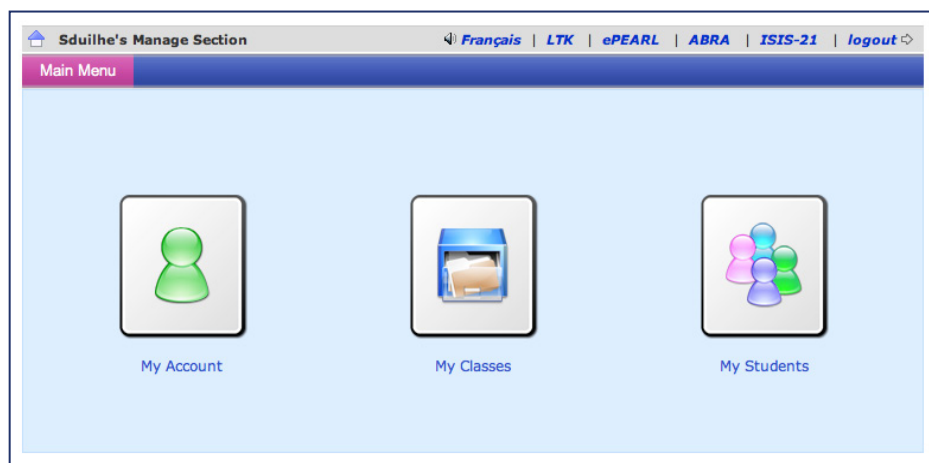 Sduilhe's Manage Section Français | LTK | ePEARL | ABRA | ISIS-21 | logout
Main Menu
My Account My Classes My Students